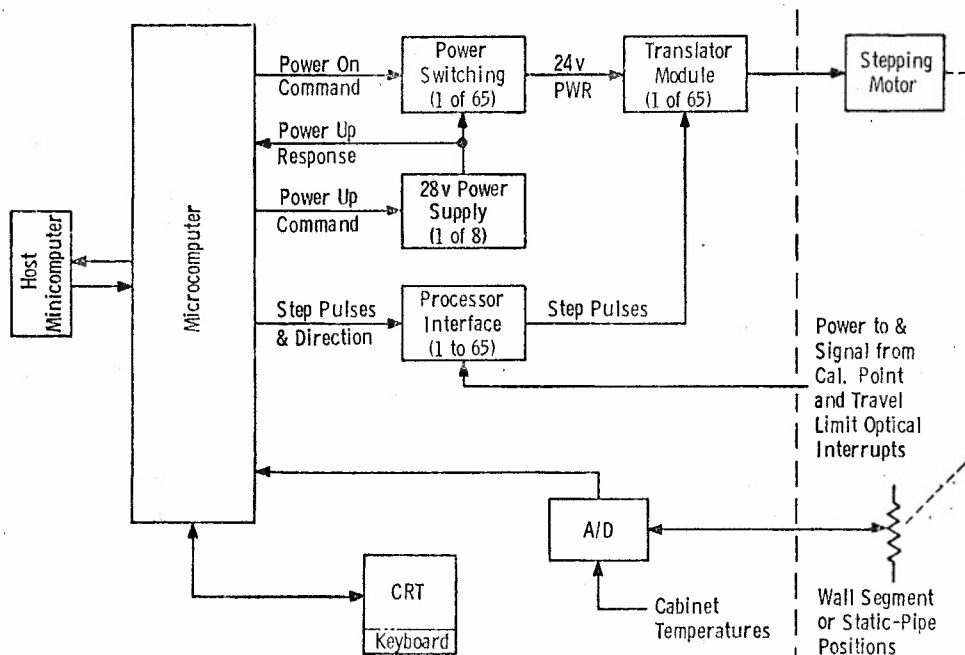 Host
Minicomputer
Microcomputer
Power On
Command
Power Up
Response
Power Up
Command
Step Pulses
& Direction
Power
Switching
(1 of 65)
24v
PWR
Translator
Module
(1 of 65)
Stepping
Motor
28v Power
Supply
(1 of 8)
Processor
Interface
(1 to 65)
Step Pulses
Power to &
Signal from
Cal. Point
and Travel
Limit Optical
Interrupts
A/D
Cabinet
Temperatures
Wall Segment
or Static-Pipe
Positions
CRT
Keyboard